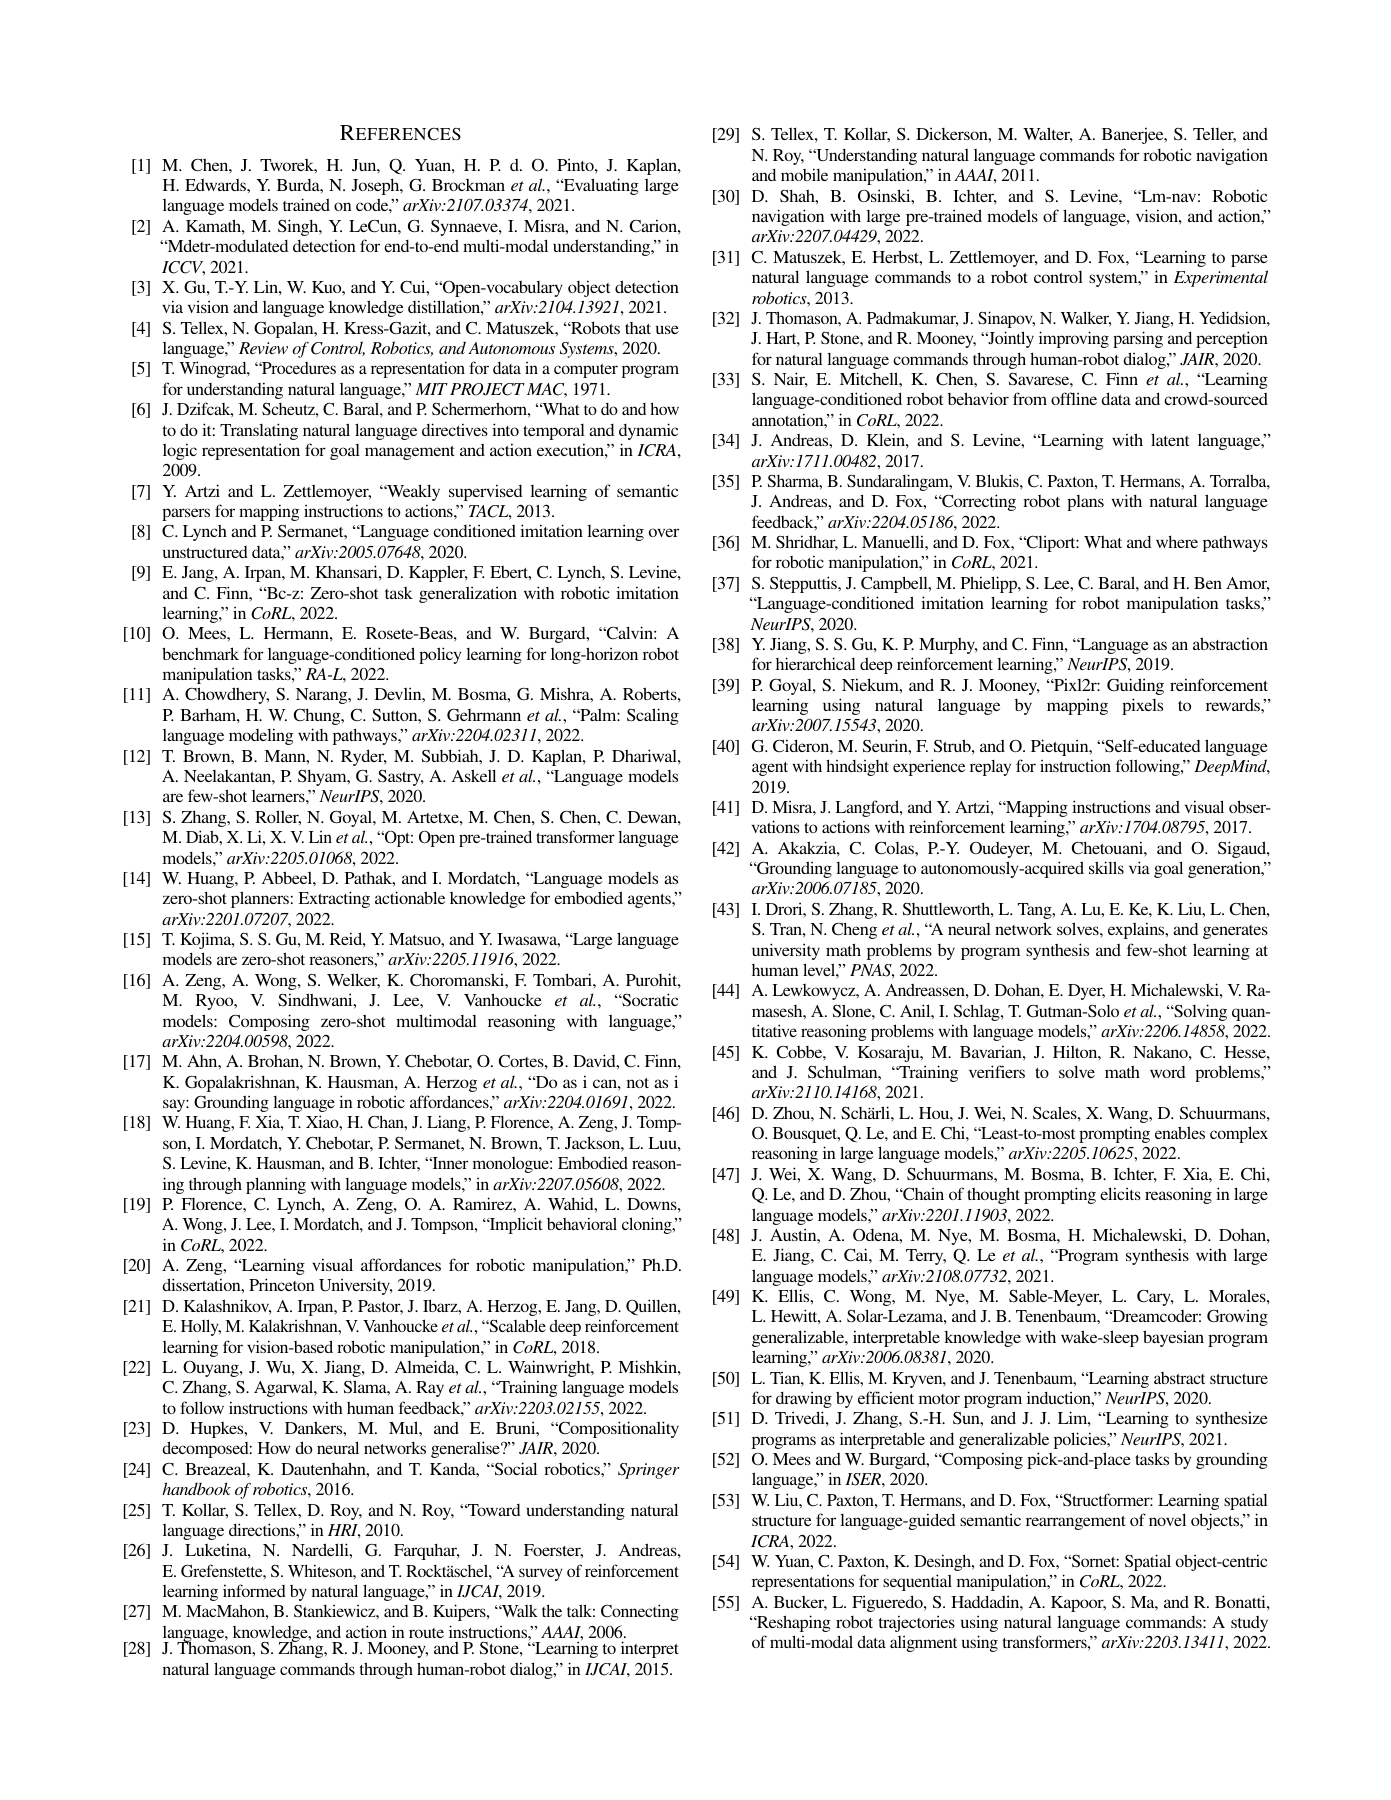 REFERENCES
[1] M. Chen, J. Tworek, H. Jun, Q. Yuan, H. P. d. O. Pinto, J. Kaplan,
H. Edwards, Y. Burda, N. Joseph, G. Brockman et al., “Evaluating large
language models trained on code,” arXiv:2107.03374, 2021.
[2] A. Kamath, M. Singh, Y. LeCun, G. Synnaeve, I. Misra, and N. Carion,
“Mdetr-modulated detection for end-to-end multi-modal understanding,” in
ICCV, 2021.
[3] X. Gu, T.-Y. Lin, W. Kuo, and Y. Cui, “Open-vocabulary object detection
via vision and language knowledge distillation,” arXiv:2104.13921, 2021.
[4] S. Tellex, N. Gopalan, H. Kress-Gazit, and C. Matuszek, “Robots that use
language,” Review of Control, Robotics, and Autonomous Systems, 2020.
[5] T. Winograd, “Procedures as a representation for data in a computer program
for understanding natural language,” MIT PROJECT MAC, 1971.
[6] J. Dzifcak, M. Scheutz, C. Baral, and P. Schermerhorn, “What to do and how
to do it: Translating natural language directives into temporal and dynamic
logic representation for goal management and action execution,” in ICRA,
2009.
[7] Y. Artzi and L. Zettlemoyer, “Weakly supervised learning of semantic
parsers for mapping instructions to actions,” TACL, 2013.
[8] C. Lynch and P. Sermanet, “Language conditioned imitation learning over
unstructured data,” arXiv:2005.07648, 2020.
[9] E. Jang, A. Irpan, M. Khansari, D. Kappler, F. Ebert, C. Lynch, S. Levine,
and C. Finn, “Bc-z: Zero-shot task generalization with robotic imitation
learning,” in CoRL, 2022.
[10] O. Mees, L. Hermann, E. Rosete-Beas, and W. Burgard, “Calvin: A
benchmark for language-conditioned policy learning for long-horizon robot
manipulation tasks,” RA-L, 2022.
[11] A. Chowdhery, S. Narang, J. Devlin, M. Bosma, G. Mishra, A. Roberts,
P. Barham, H. W. Chung, C. Sutton, S. Gehrmann et al., “Palm: Scaling
language modeling with pathways,” arXiv:2204.02311, 2022.
[12] T. Brown, B. Mann, N. Ryder, M. Subbiah, J. D. Kaplan, P. Dhariwal,
A. Neelakantan, P. Shyam, G. Sastry, A. Askell et al., “Language models
are few-shot learners,” NeurIPS, 2020.
[13] S. Zhang, S. Roller, N. Goyal, M. Artetxe, M. Chen, S. Chen, C. Dewan,
M. Diab, X. Li, X. V. Lin et al., “Opt: Open pre-trained transformer language
models,” arXiv:2205.01068, 2022.
[14] W. Huang, P. Abbeel, D. Pathak, and I. Mordatch, “Language models as
zero-shot planners: Extracting actionable knowledge for embodied agents,”
arXiv:2201.07207, 2022.
[15] T. Kojima, S. S. Gu, M. Reid, Y. Matsuo, and Y. Iwasawa, “Large language
models are zero-shot reasoners,” arXiv:2205.11916, 2022.
[16] A. Zeng, A. Wong, S. Welker, K. Choromanski, F. Tombari, A. Purohit,
M. Ryoo, V. Sindhwani, J. Lee, V. Vanhoucke et al., “Socratic
models: Composing zero-shot multimodal reasoning with language,”
arXiv:2204.00598, 2022.
[17] M. Ahn, A. Brohan, N. Brown, Y. Chebotar, O. Cortes, B. David, C. Finn,
K. Gopalakrishnan, K. Hausman, A. Herzog et al., “Do as i can, not as i
say: Grounding language in robotic affordances,” arXiv:2204.01691, 2022.
[18] W. Huang, F. Xia, T. Xiao, H. Chan, J. Liang, P. Florence, A. Zeng, J. Tomp-
son, I. Mordatch, Y. Chebotar, P. Sermanet, N. Brown, T. Jackson, L. Luu,
S. Levine, K. Hausman, and B. Ichter, “Inner monologue: Embodied reason-
ing through planning with language models,” in arXiv:2207.05608, 2022.
[19] P. Florence, C. Lynch, A. Zeng, O. A. Ramirez, A. Wahid, L. Downs,
A. Wong, J. Lee, I. Mordatch, and J. Tompson, “Implicit behavioral cloning,”
in CoRL, 2022.
[20] A. Zeng, “Learning visual affordances for robotic manipulation,” Ph.D.
dissertation, Princeton University, 2019.
[21] D. Kalashnikov, A. Irpan, P. Pastor, J. Ibarz, A. Herzog, E. Jang, D. Quillen,
E. Holly, M. Kalakrishnan, V. Vanhoucke et al., “Scalable deep reinforcement
learning for vision-based robotic manipulation,” in CoRL, 2018.
[22] L. Ouyang, J. Wu, X. Jiang, D. Almeida, C. L. Wainwright, P. Mishkin,
C. Zhang, S. Agarwal, K. Slama, A. Ray et al., “Training language models
to follow instructions with human feedback,” arXiv:2203.02155, 2022.
[23] D. Hupkes, V. Dankers, M. Mul, and E. Bruni, “Compositionality
decomposed: How do neural networks generalise?” JAIR, 2020.
[24] C. Breazeal, K. Dautenhahn, and T. Kanda, “Social robotics,” Springer
handbook of robotics, 2016.
[25] T. Kollar, S. Tellex, D. Roy, and N. Roy, “Toward understanding natural
language directions,” in HRI, 2010.
[26] J. Luketina, N. Nardelli, G. Farquhar, J. N. Foerster, J. Andreas,
E. Grefenstette, S. Whiteson, and T. Rocktäschel, “A survey of reinforcement
learning informed by natural language,” in IJCAI, 2019.
[27] M. MacMahon, B. Stankiewicz, and B. Kuipers, “Walk the talk: Connecting
language, knowledge, and action in route instructions,” AAAI, 2006.
[28] J. Thomason, S. Zhang, R. J. Mooney, and P. Stone, “Learning to interpret
natural language commands through human-robot dialog,” in IJCAI, 2015.
[29] S. Tellex, T. Kollar, S. Dickerson, M. Walter, A. Banerjee, S. Teller, and
N. Roy, “Understanding natural language commands for robotic navigation
and mobile manipulation,” in AAAI, 2011.
[30] D. Shah, B. Osinski, B. Ichter, and S. Levine, “Lm-nav: Robotic
navigation with large pre-trained models of language, vision, and action,”
arXiv:2207.04429, 2022.
[31] C. Matuszek, E. Herbst, L. Zettlemoyer, and D. Fox, “Learning to parse
natural language commands to a robot control system,” in Experimental
robotics, 2013.
[32] J. Thomason, A. Padmakumar, J. Sinapov, N. Walker, Y. Jiang, H. Yedidsion,
J. Hart, P. Stone, and R. Mooney, “Jointly improving parsing and perception
for natural language commands through human-robot dialog,” JAIR, 2020.
[33] S. Nair, E. Mitchell, K. Chen, S. Savarese, C. Finn et al., “Learning
language-conditioned robot behavior from offline data and crowd-sourced
annotation,” in CoRL, 2022.
[34] J. Andreas, D. Klein, and S. Levine, “Learning with latent language,”
arXiv:1711.00482, 2017.
[35] P. Sharma, B. Sundaralingam, V. Blukis, C. Paxton, T. Hermans, A. Torralba,
J. Andreas, and D. Fox, “Correcting robot plans with natural language
feedback,” arXiv:2204.05186, 2022.
[36] M. Shridhar, L. Manuelli, and D. Fox, “Cliport: What and where pathways
for robotic manipulation,” in CoRL, 2021.
[37] S. Stepputtis, J. Campbell, M. Phielipp, S. Lee, C. Baral, and H. Ben Amor,
“Language-conditioned imitation learning for robot manipulation tasks,”
NeurIPS, 2020.
[38] Y. Jiang, S. S. Gu, K. P. Murphy, and C. Finn, “Language as an abstraction
for hierarchical deep reinforcement learning,” NeurIPS, 2019.
[39] P. Goyal, S. Niekum, and R. J. Mooney, “Pixl2r: Guiding reinforcement
learning using natural language by mapping pixels to rewards,”
arXiv:2007.15543, 2020.
[40] G. Cideron, M. Seurin, F. Strub, and O. Pietquin, “Self-educated language
agent with hindsight experience replay for instruction following,” DeepMind,
2019.
[41] D. Misra, J. Langford, and Y. Artzi, “Mapping instructions and visual obser-
vations to actions with reinforcement learning,” arXiv:1704.08795, 2017.
[42] A. Akakzia, C. Colas, P.-Y. Oudeyer, M. Chetouani, and O. Sigaud,
“Grounding language to autonomously-acquired skills via goal generation,”
arXiv:2006.07185, 2020.
[43] I. Drori, S. Zhang, R. Shuttleworth, L. Tang, A. Lu, E. Ke, K. Liu, L. Chen,
S. Tran, N. Cheng et al., “A neural network solves, explains, and generates
university math problems by program synthesis and few-shot learning at
human level,” PNAS, 2022.
[44] A. Lewkowycz, A. Andreassen, D. Dohan, E. Dyer, H. Michalewski, V. Ra-
masesh, A. Slone, C. Anil, I. Schlag, T. Gutman-Solo et al., “Solving quan-
titative reasoning problems with language models,” arXiv:2206.14858, 2022.
[45] K. Cobbe, V. Kosaraju, M. Bavarian, J. Hilton, R. Nakano, C. Hesse,
and J. Schulman, “Training verifiers to solve math word problems,”
arXiv:2110.14168, 2021.
[46] D. Zhou, N. Schärli, L. Hou, J. Wei, N. Scales, X. Wang, D. Schuurmans,
O. Bousquet, Q. Le, and E. Chi, “Least-to-most prompting enables complex
reasoning in large language models,” arXiv:2205.10625, 2022.
[47] J. Wei, X. Wang, D. Schuurmans, M. Bosma, B. Ichter, F. Xia, E. Chi,
Q. Le, and D. Zhou, “Chain of thought prompting elicits reasoning in large
language models,” arXiv:2201.11903, 2022.
[48] J. Austin, A. Odena, M. Nye, M. Bosma, H. Michalewski, D. Dohan,
E. Jiang, C. Cai, M. Terry, Q. Le et al., “Program synthesis with large
language models,” arXiv:2108.07732, 2021.
[49] K. Ellis, C. Wong, M. Nye, M. Sable-Meyer, L. Cary, L. Morales,
L. Hewitt, A. Solar-Lezama, and J. B. Tenenbaum, “Dreamcoder: Growing
generalizable, interpretable knowledge with wake-sleep bayesian program
learning,” arXiv:2006.08381, 2020.
[50] L. Tian, K. Ellis, M. Kryven, and J. Tenenbaum, “Learning abstract structure
for drawing by efficient motor program induction,” NeurIPS, 2020.
[51] D. Trivedi, J. Zhang, S.-H. Sun, and J. J. Lim, “Learning to synthesize
programs as interpretable and generalizable policies,” NeurIPS, 2021.
[52] O. Mees and W. Burgard, “Composing pick-and-place tasks by grounding
language,” in ISER, 2020.
[53] W. Liu, C. Paxton, T. Hermans, and D. Fox, “Structformer: Learning spatial
structure for language-guided semantic rearrangement of novel objects,” in
ICRA, 2022.
[54] W. Yuan, C. Paxton, K. Desingh, and D. Fox, “Sornet: Spatial object-centric
representations for sequential manipulation,” in CoRL, 2022.
[55] A. Bucker, L. Figueredo, S. Haddadin, A. Kapoor, S. Ma, and R. Bonatti,
“Reshaping robot trajectories using natural language commands: A study
of multi-modal data alignment using transformers,” arXiv:2203.13411, 2022.